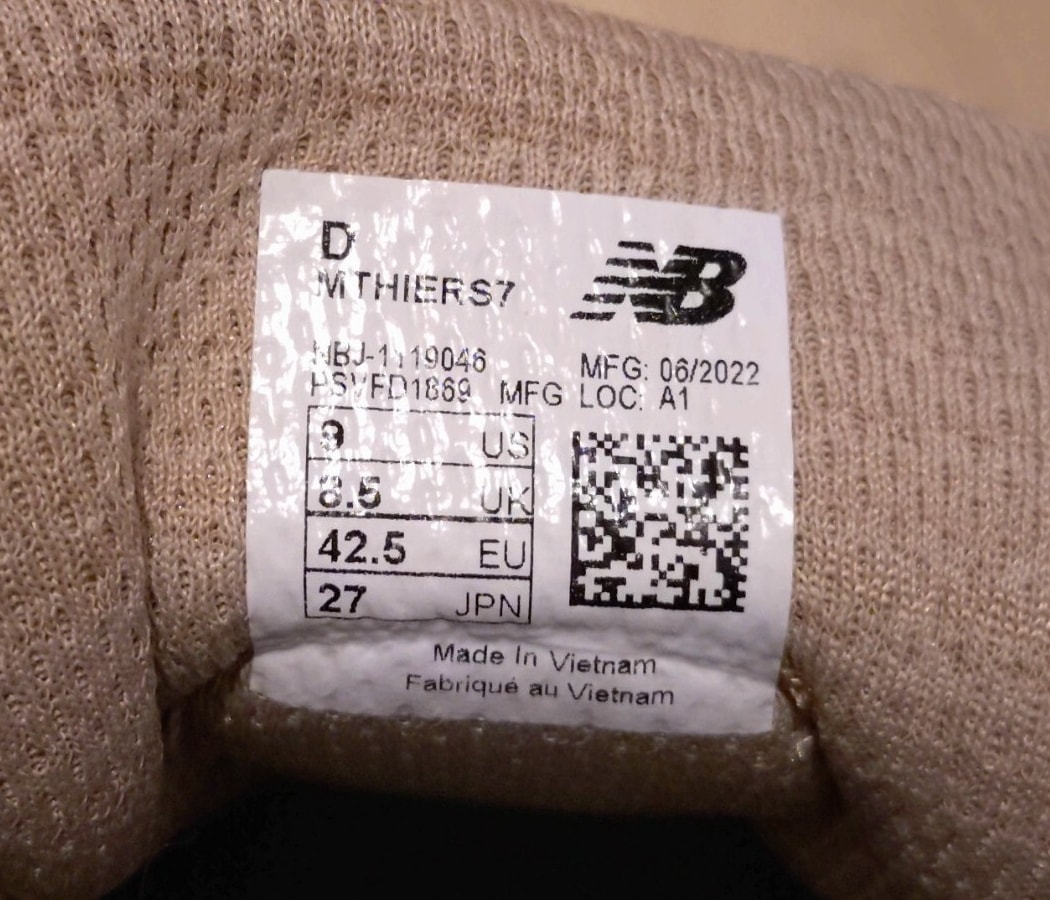 D
MTHIERS7
NB
NBJ-1119046
MFG: 06/2022
PSVFD1869 MFG LOC: A1
9 US
8.5 UK
42.5 EU
27 JPN
Made In Vietnam
Fabriqué au Vietnam